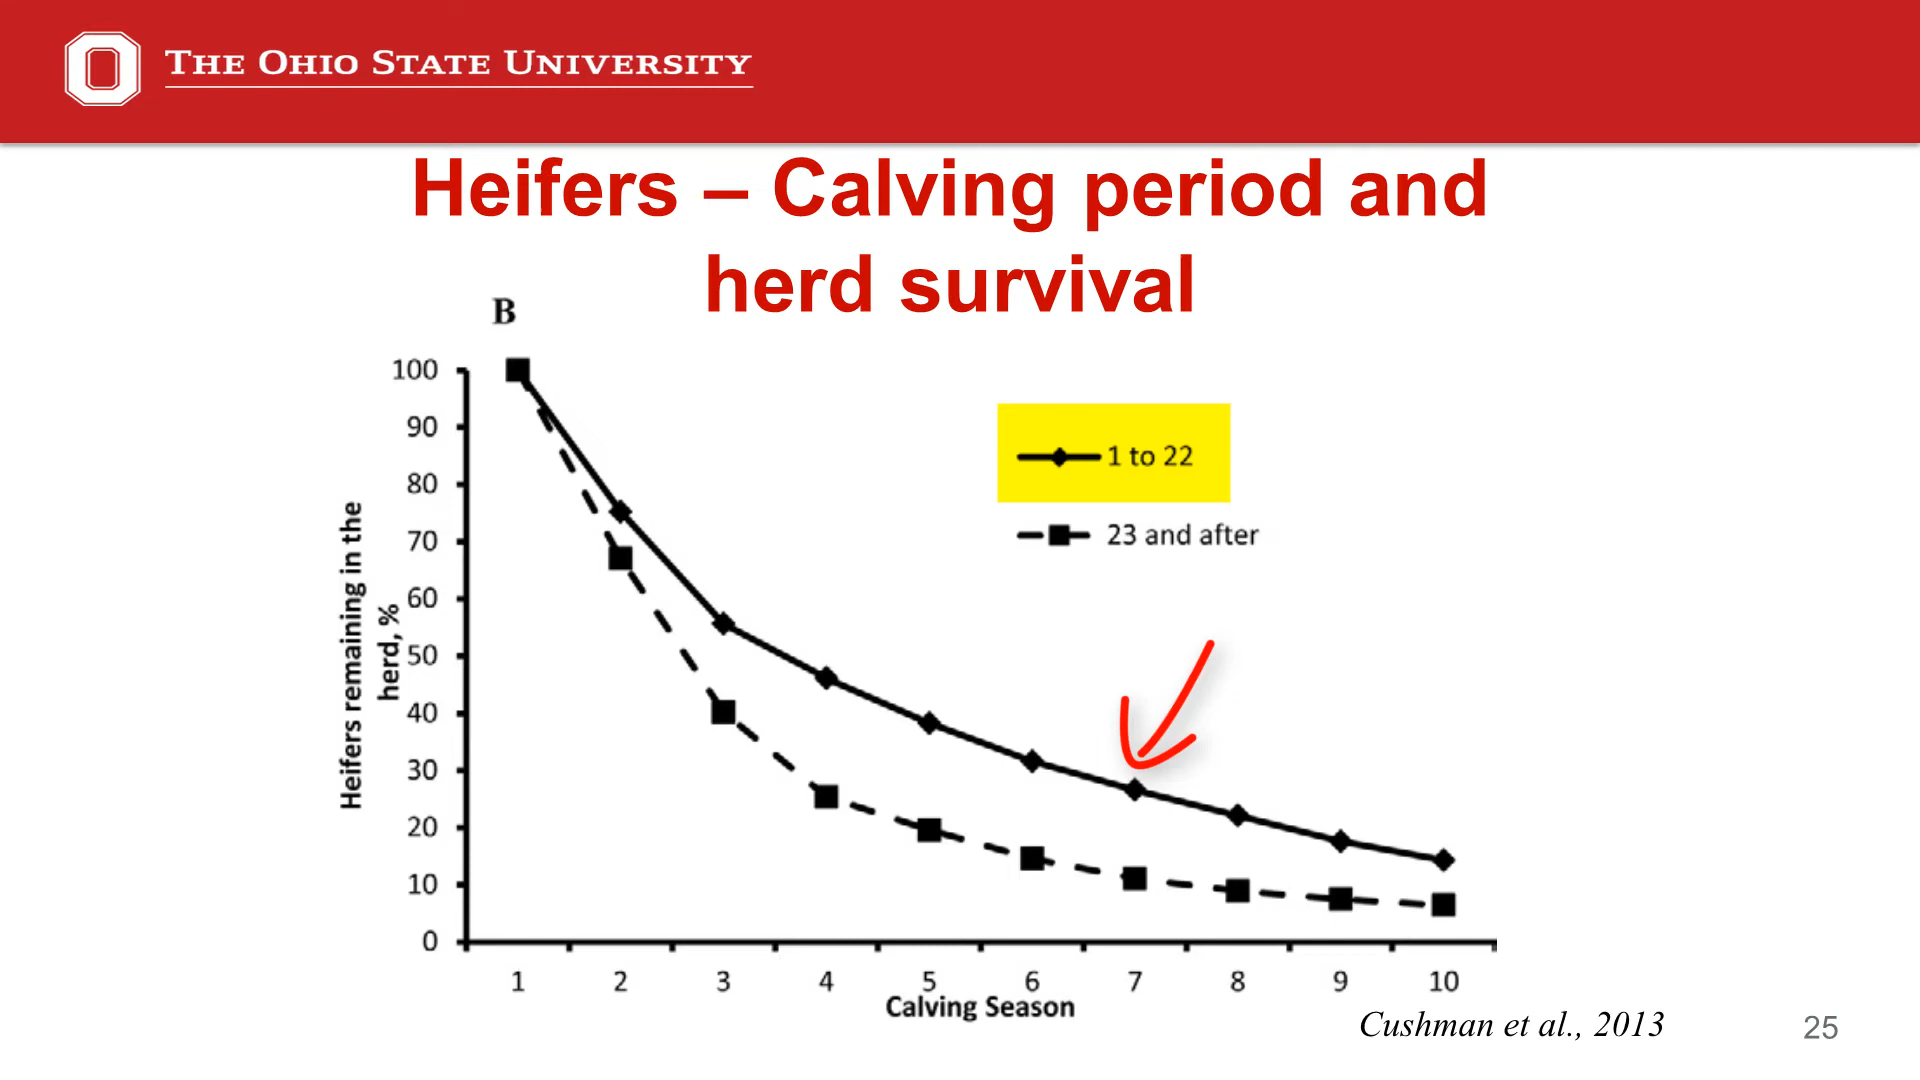 THE OHIO STATE UNIVERSITY
Heifers – Calving period and
herd survival
B
Heifers remaining in the
herd, %
100
90
80
70
60
50
40
30
20
10
0
1 to 22
23 and after
1 2 3 4 5 6 7 8 9 10
Calving Season
Cushman et al., 2013
25